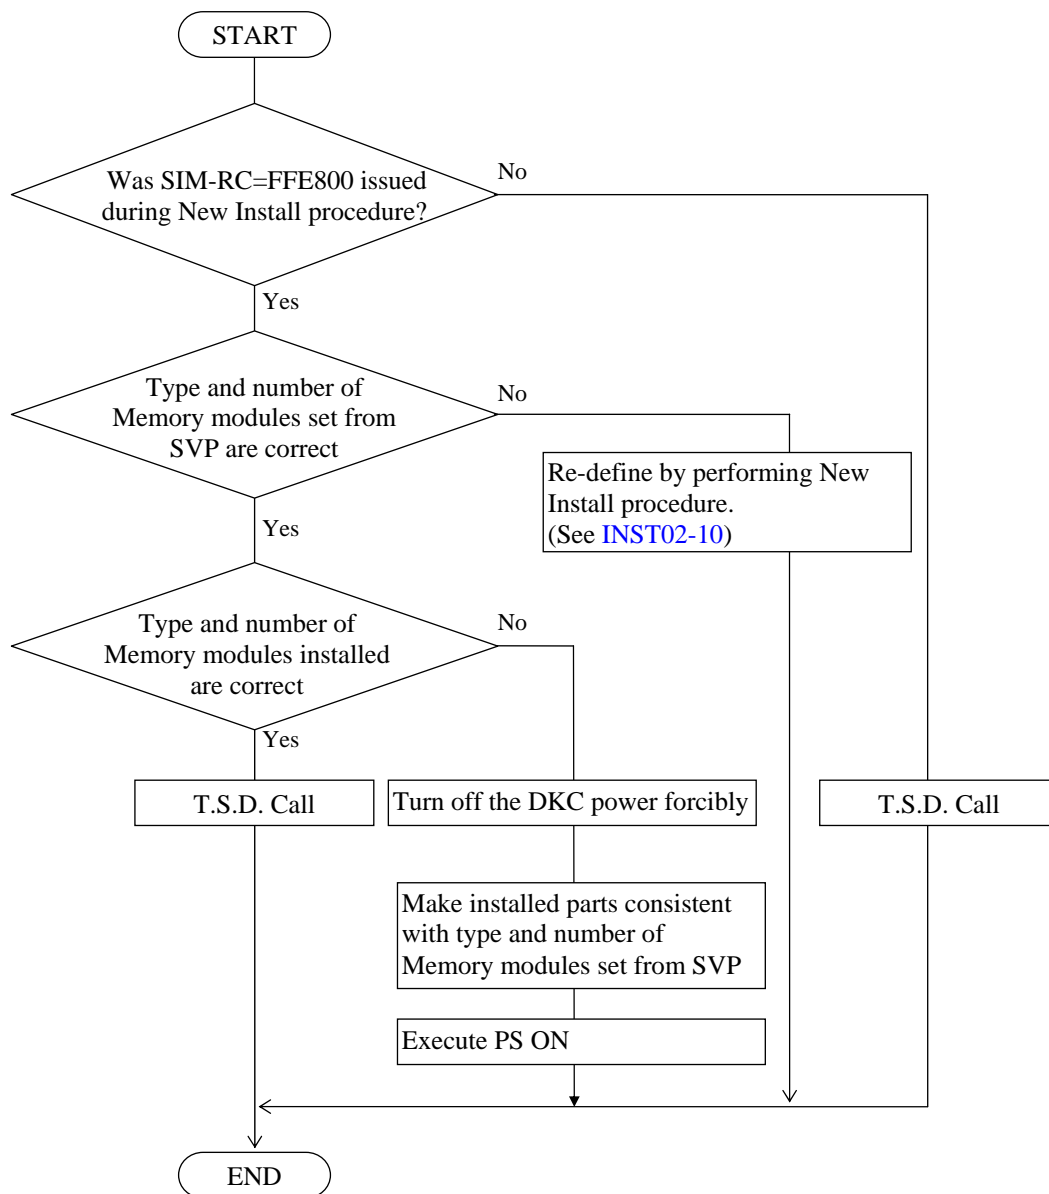 START
Was SIM-RC=FFE800 issued
during New Install procedure?
No
Yes
Type and number of
Memory modules set from
SVP are correct
No
Re-define by performing New
Install procedure.
(See INST02-10)
Yes
Type and number of
Memory modules installed
are correct
No
Yes
T.S.D. Call
Turn off the DKC power forcibly
T.S.D. Call
Make installed parts consistent
with type and number of
Memory modules set from SVP
Execute PS ON
END